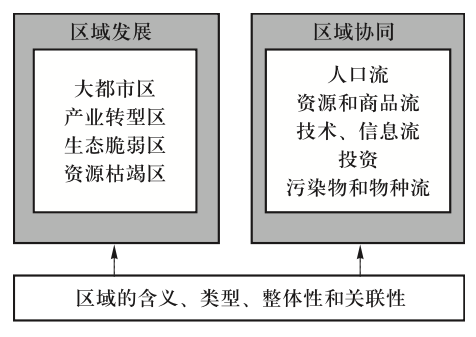 区域发展
大都市区
产业转型区
生态脆弱区
资源枯竭区
区域协同
人口流
资源和商品流
技术、信息流
投资
污染物和物种流
区域的含义、类型、整体性和关联性